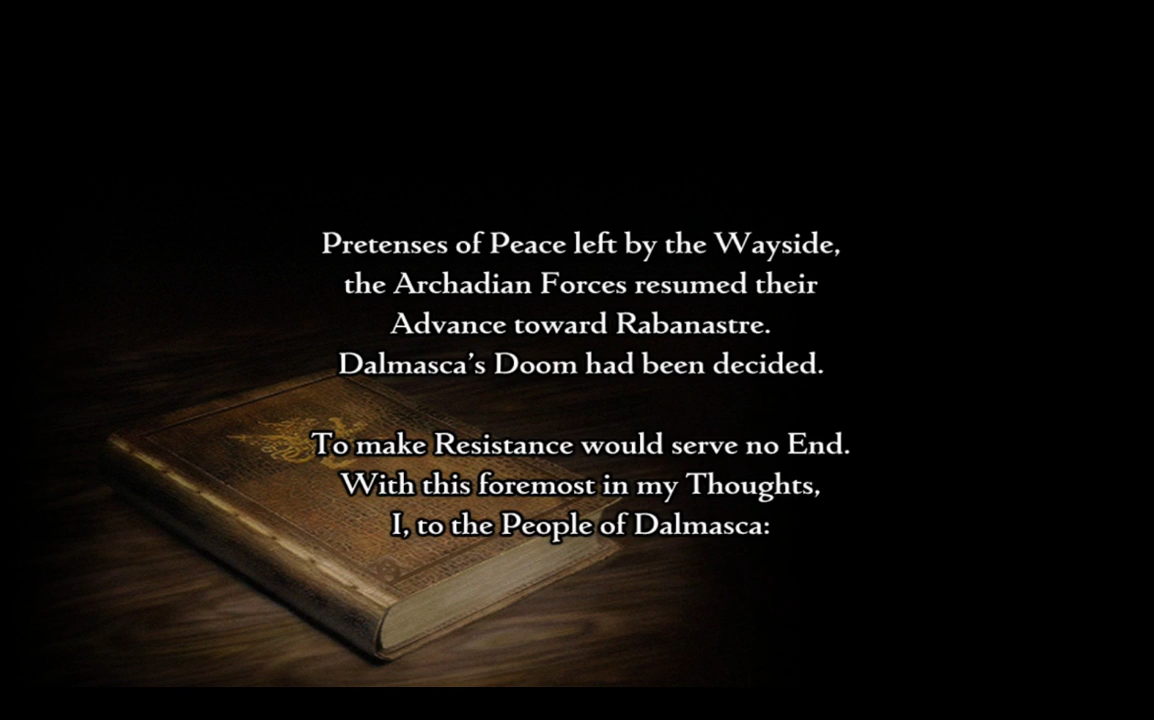 Pretenses of Peace left by the Wayside,
the Archadian Forces resumed their
Advance toward Rabanastre.
Dalmasca's Doom had been decided.
To make Resistance would serve no End.
With this foremost in my Thoughts,
I, to the People of Dalmasca: